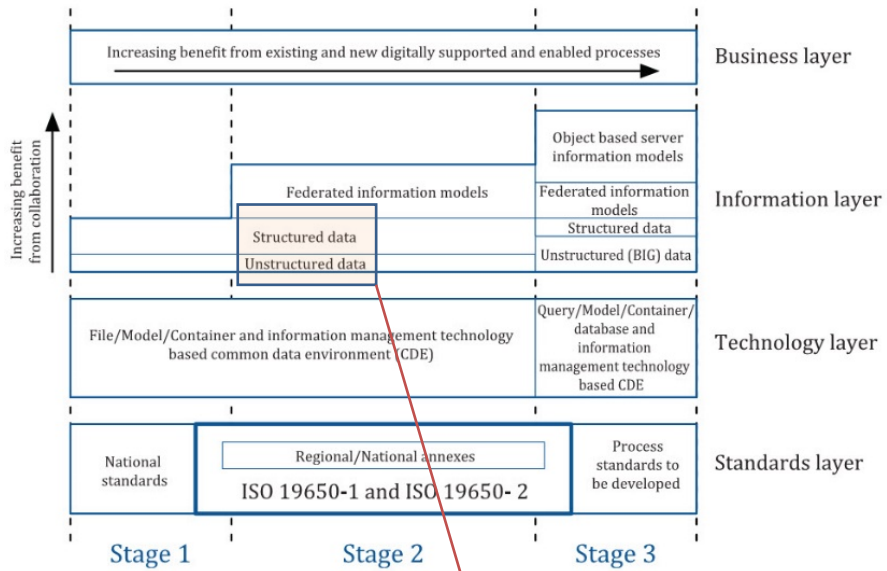 Increasing benefit from existing and new digitally supported and enabled processes
Business layer
Increasing benefit
from collaboration
Object based server
information models
Federated information models
Federated information
models
Information layer
Structured data
Structured data
Unstructured data
Unstructured (BIG) data
File/Model/Container and information management technology
based common data environment (CDE)
Query/Model/Container/
database and
information
management technology
based CDE
Technology layer
National
standards
Regional/National annexes
ISO 19650-1 and ISO 19650- 2
Process
standards to
be developed
Standards layer
Stage 1
Stage 2
Stage 3